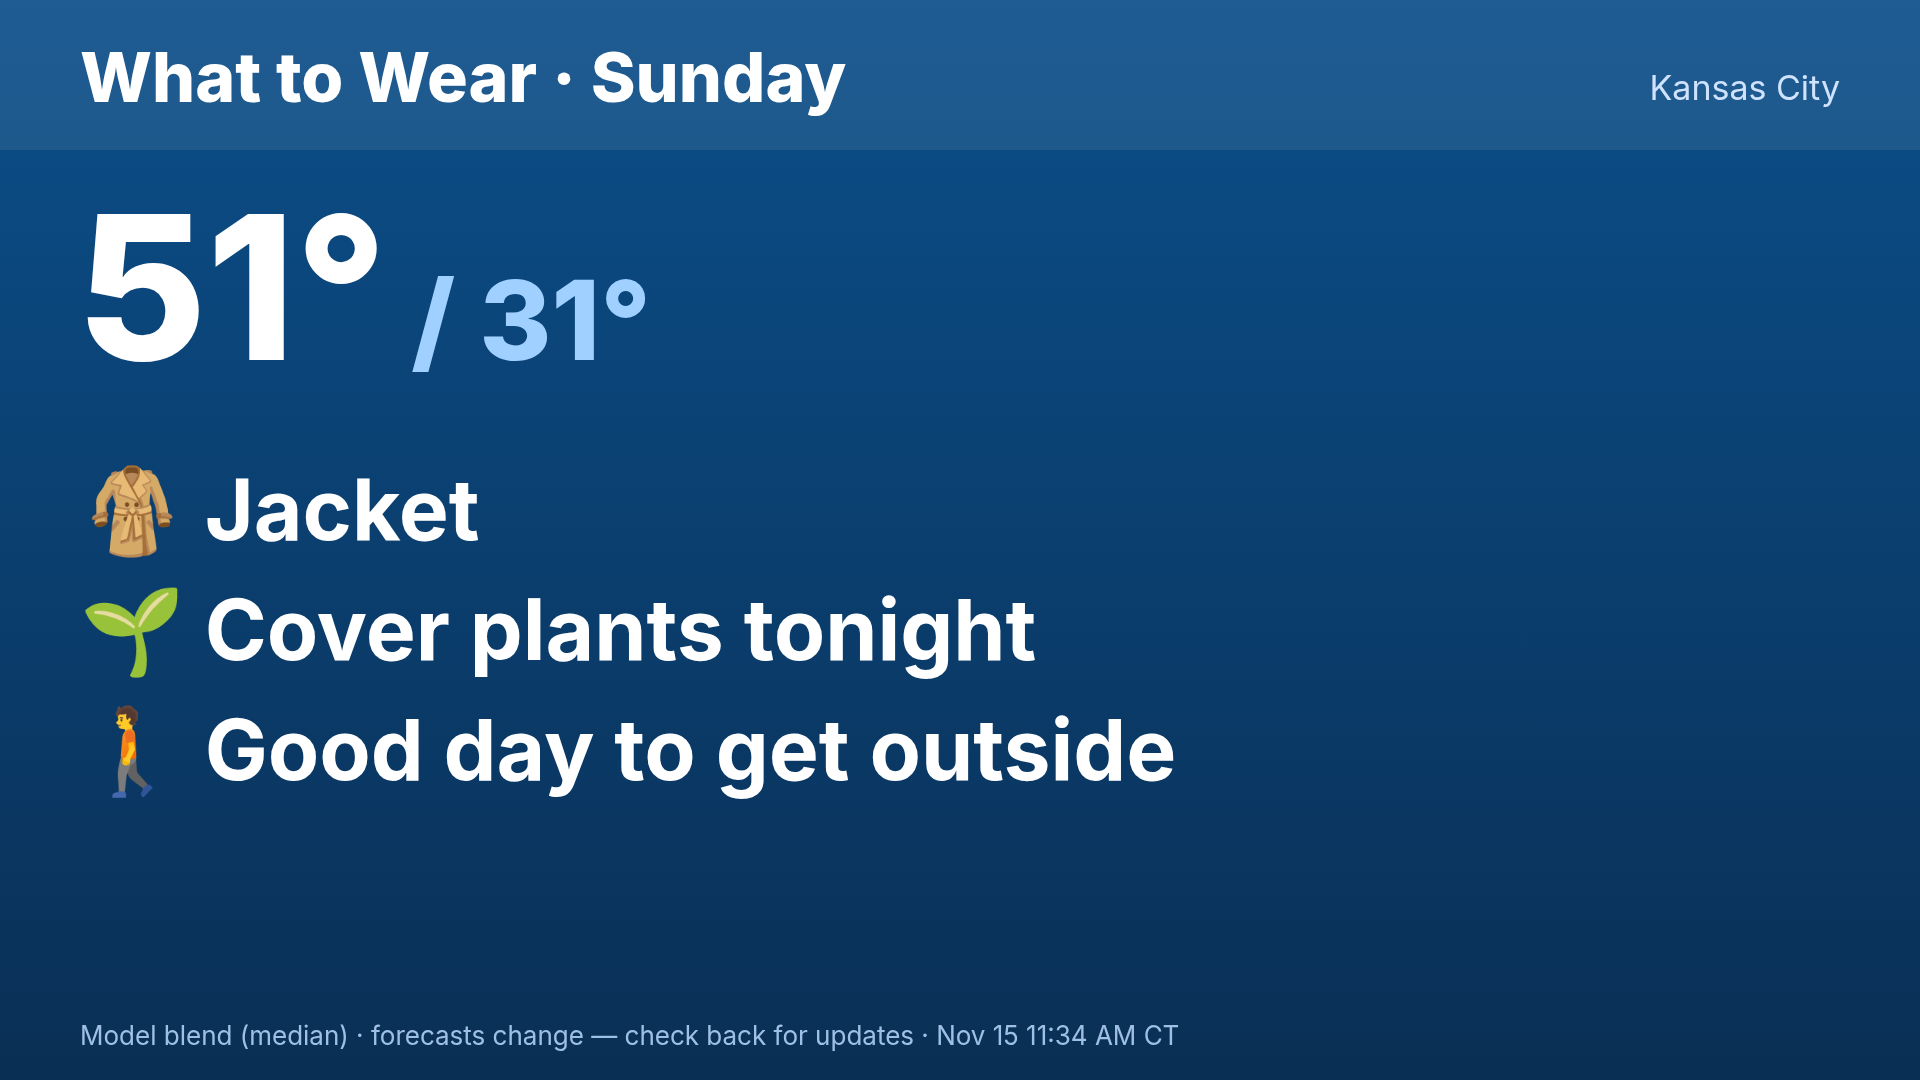 What to Wear · Sunday
Kansas City
51° / 31°
Jacket
Cover plants tonight
Good day to get outside
Model blend (median) · forecasts change — check back for updates · Nov 15 11:34 AM CT